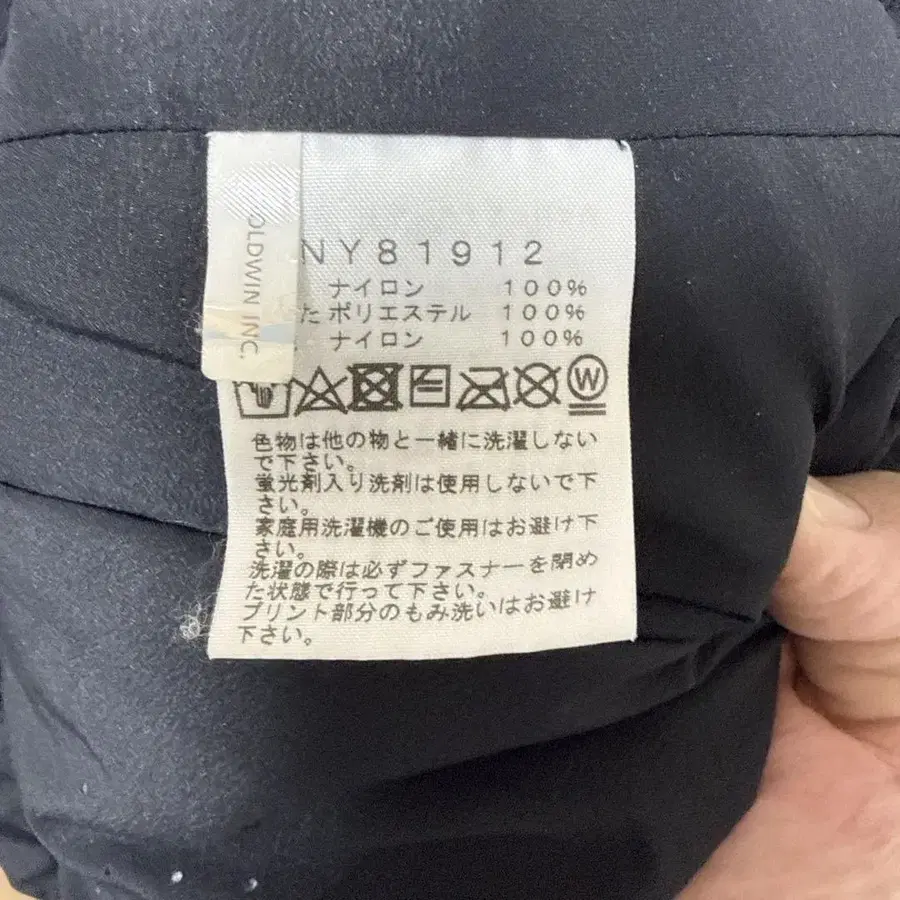 OLDWIN INC.
NY81912
ナイロン 100%
た ポリエステル 100%
ナイロン 100%
W
色物は他の物と一緒に洗濯しない
で下さい。
蛍光剤入り洗剤は使用しないで下
さい。
家庭用洗濯機のご使用はお避け下
さい。
洗濯の際は必ずファスナーを閉め
た状態で行って下さい。
プリント部分のもみ洗いはお避け
下さい。